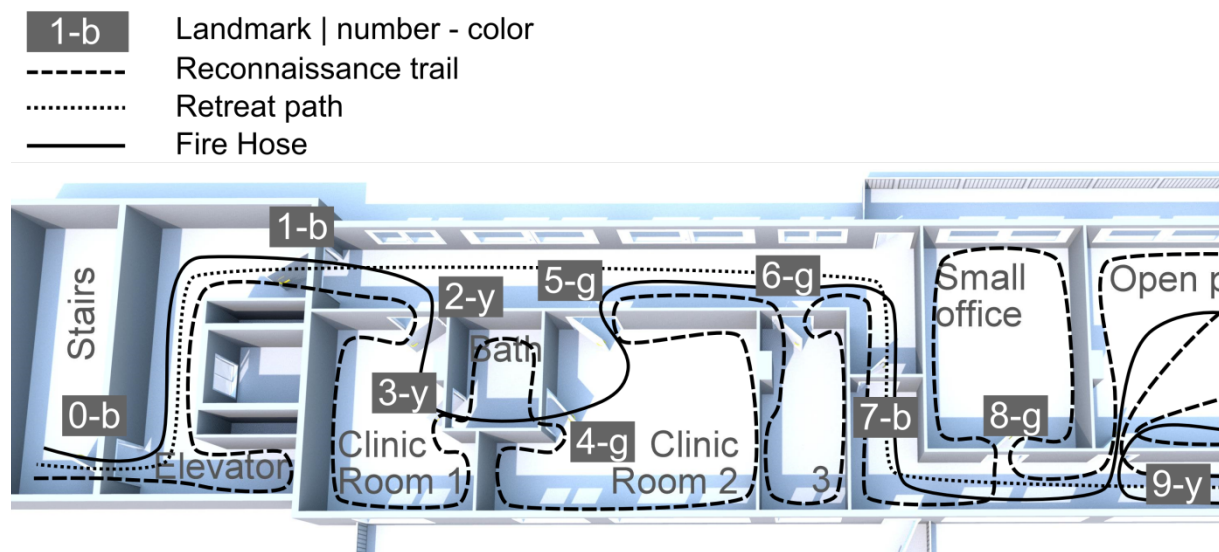 1-b Landmark | number - color
Reconnaissance trail
Retreat path
Fire Hose
1-b
2-y
5-g
6-g
Small
office
Open p
Stairs
Bath
3-y
0-b
7-b
8-g
4-g
Elevator
Clinic
Room 1
Clinic
Room 2
3
9-y